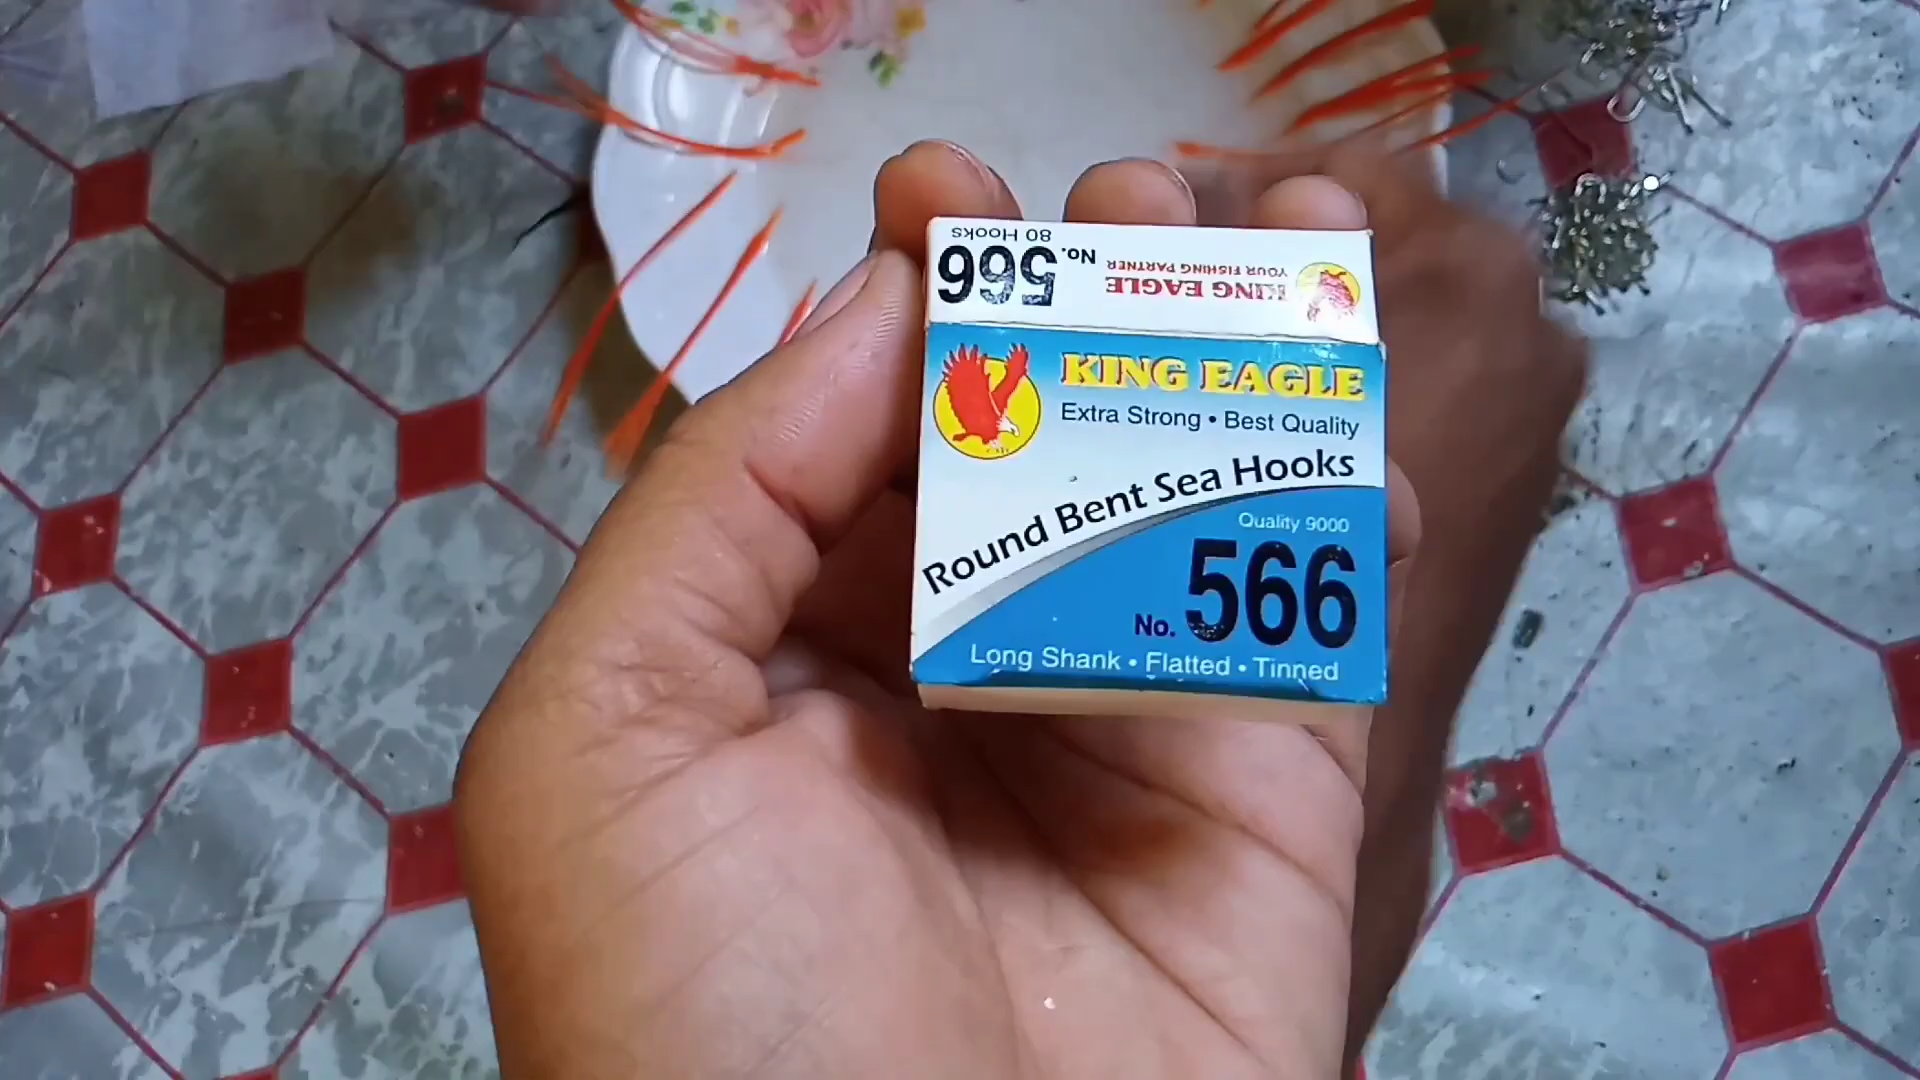 80 Hooks
No. 566
KING EAGLE
YOUR FISHING PARTNER
KING EAGLE
Extra Strong • Best Quality
Round Bent Sea Hooks
Quality 9000
No. 566
Long Shank • Flatted • Tinned